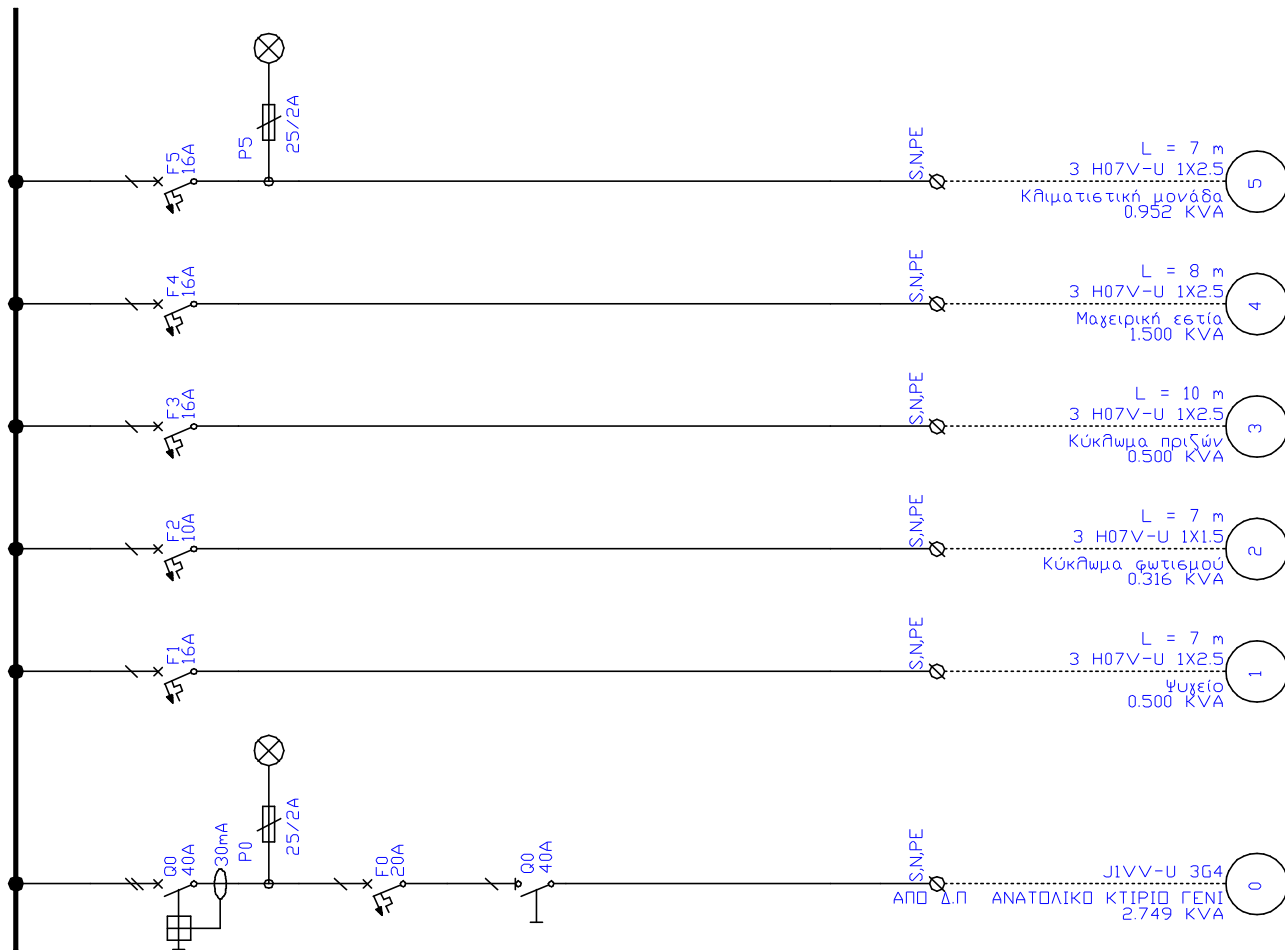 P5
25/2A
F5
16A
S,N,PE
L = 7 m
3 H07V-U 1X2.5
Κλιματιστική μονάδα
0.952 KVA
5
F4
16A
S,N,PE
L = 8 m
3 H07V-U 1X2.5
Μαγειρική εστία
1.500 KVA
4
F3
16A
S,N,PE
L = 10 m
3 H07V-U 1X2.5
Κύκλωμα πριζών
0.500 KVA
3
F2
10A
S,N,PE
L = 7 m
3 H07V-U 1X1.5
Κύκλωμα φωτισμού
0.316 KVA
2
F1
16A
S,N,PE
L = 7 m
3 H07V-U 1X2.5
Ψυγείο
0.500 KVA
1
Q0
40A
30mA
P0
25/2A
F0
20A
Q0
40A
S,N,PE
J1VV-U 3G4
ΑΠΟ Δ.Π ΑΝΑΤΟΛΙΚΟ ΚΤΙΡΙΟ ΓΕΝΙ
2.749 KVA
0